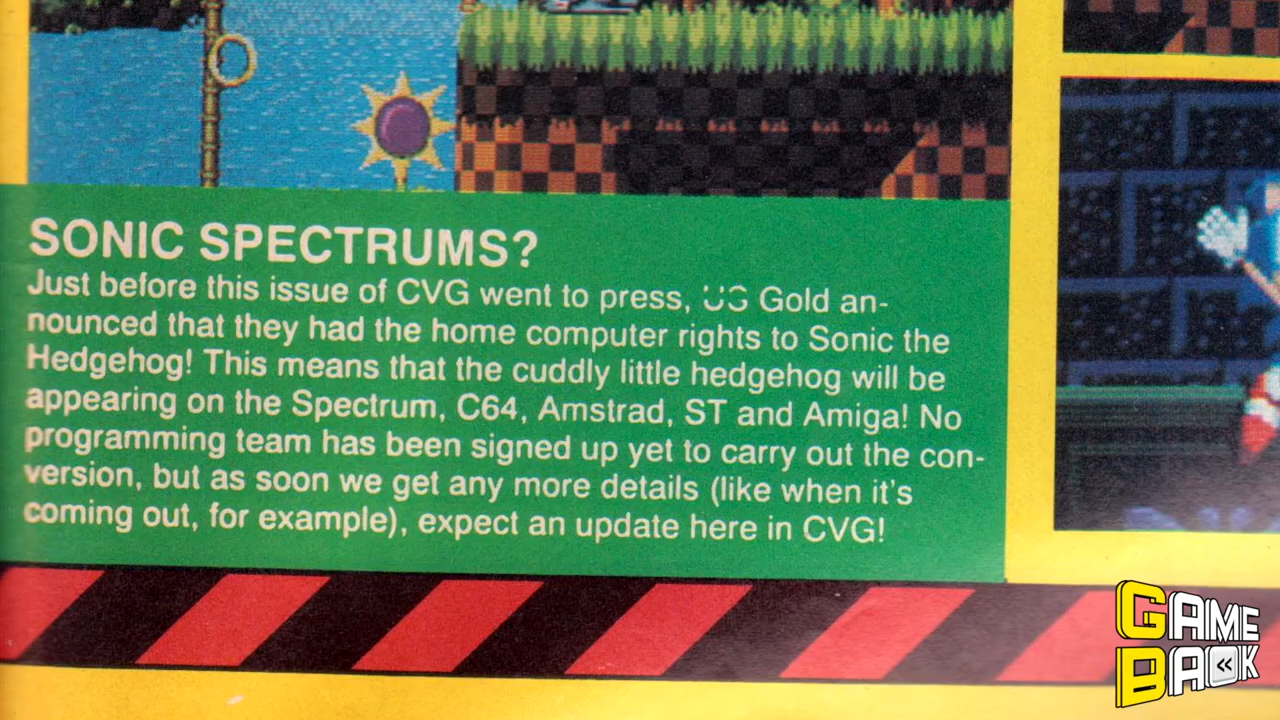 SONIC SPECTRUMS?
Just before this issue of CVG went to press, US Gold an-
nounced that they had the home computer rights to Sonic the
Hedgehog! This means that the cuddly little hedgehog will be
appearing on the Spectrum, C64, Amstrad, ST and Amiga! No
programming team has been signed up yet to carry out the con-
version, but as soon we get any more details (like when it's
coming out, for example), expect an update here in CVG!
GAME
BACK